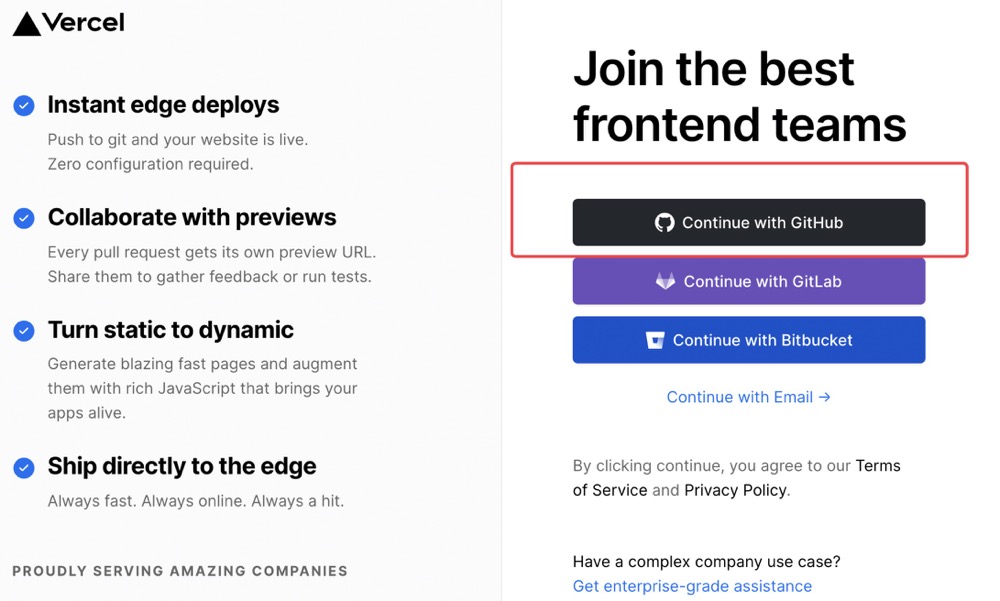 Vercel
Instant edge deploys
Push to git and your website is live.
Zero configuration required.
Collaborate with previews
Every pull request gets its own preview URL.
Share them to gather feedback or run tests.
Turn static to dynamic
Generate blazing fast pages and augment
them with rich JavaScript that brings your
apps alive.
Ship directly to the edge
Always fast. Always online. Always a hit.
PROUDLY SERVING AMAZING COMPANIES
Join the best
frontend teams
Continue with GitHub
Continue with GitLab
Continue with Bitbucket
Continue with Email →
By clicking continue, you agree to our Terms
of Service and Privacy Policy.
Have a complex company use case?
Get enterprise-grade assistance